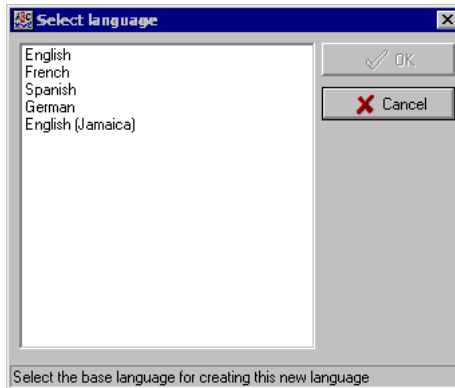 Select language
English
French
Spanish
German
English (Jamaica)
OK
Cancel
Select the base language for creating this new language